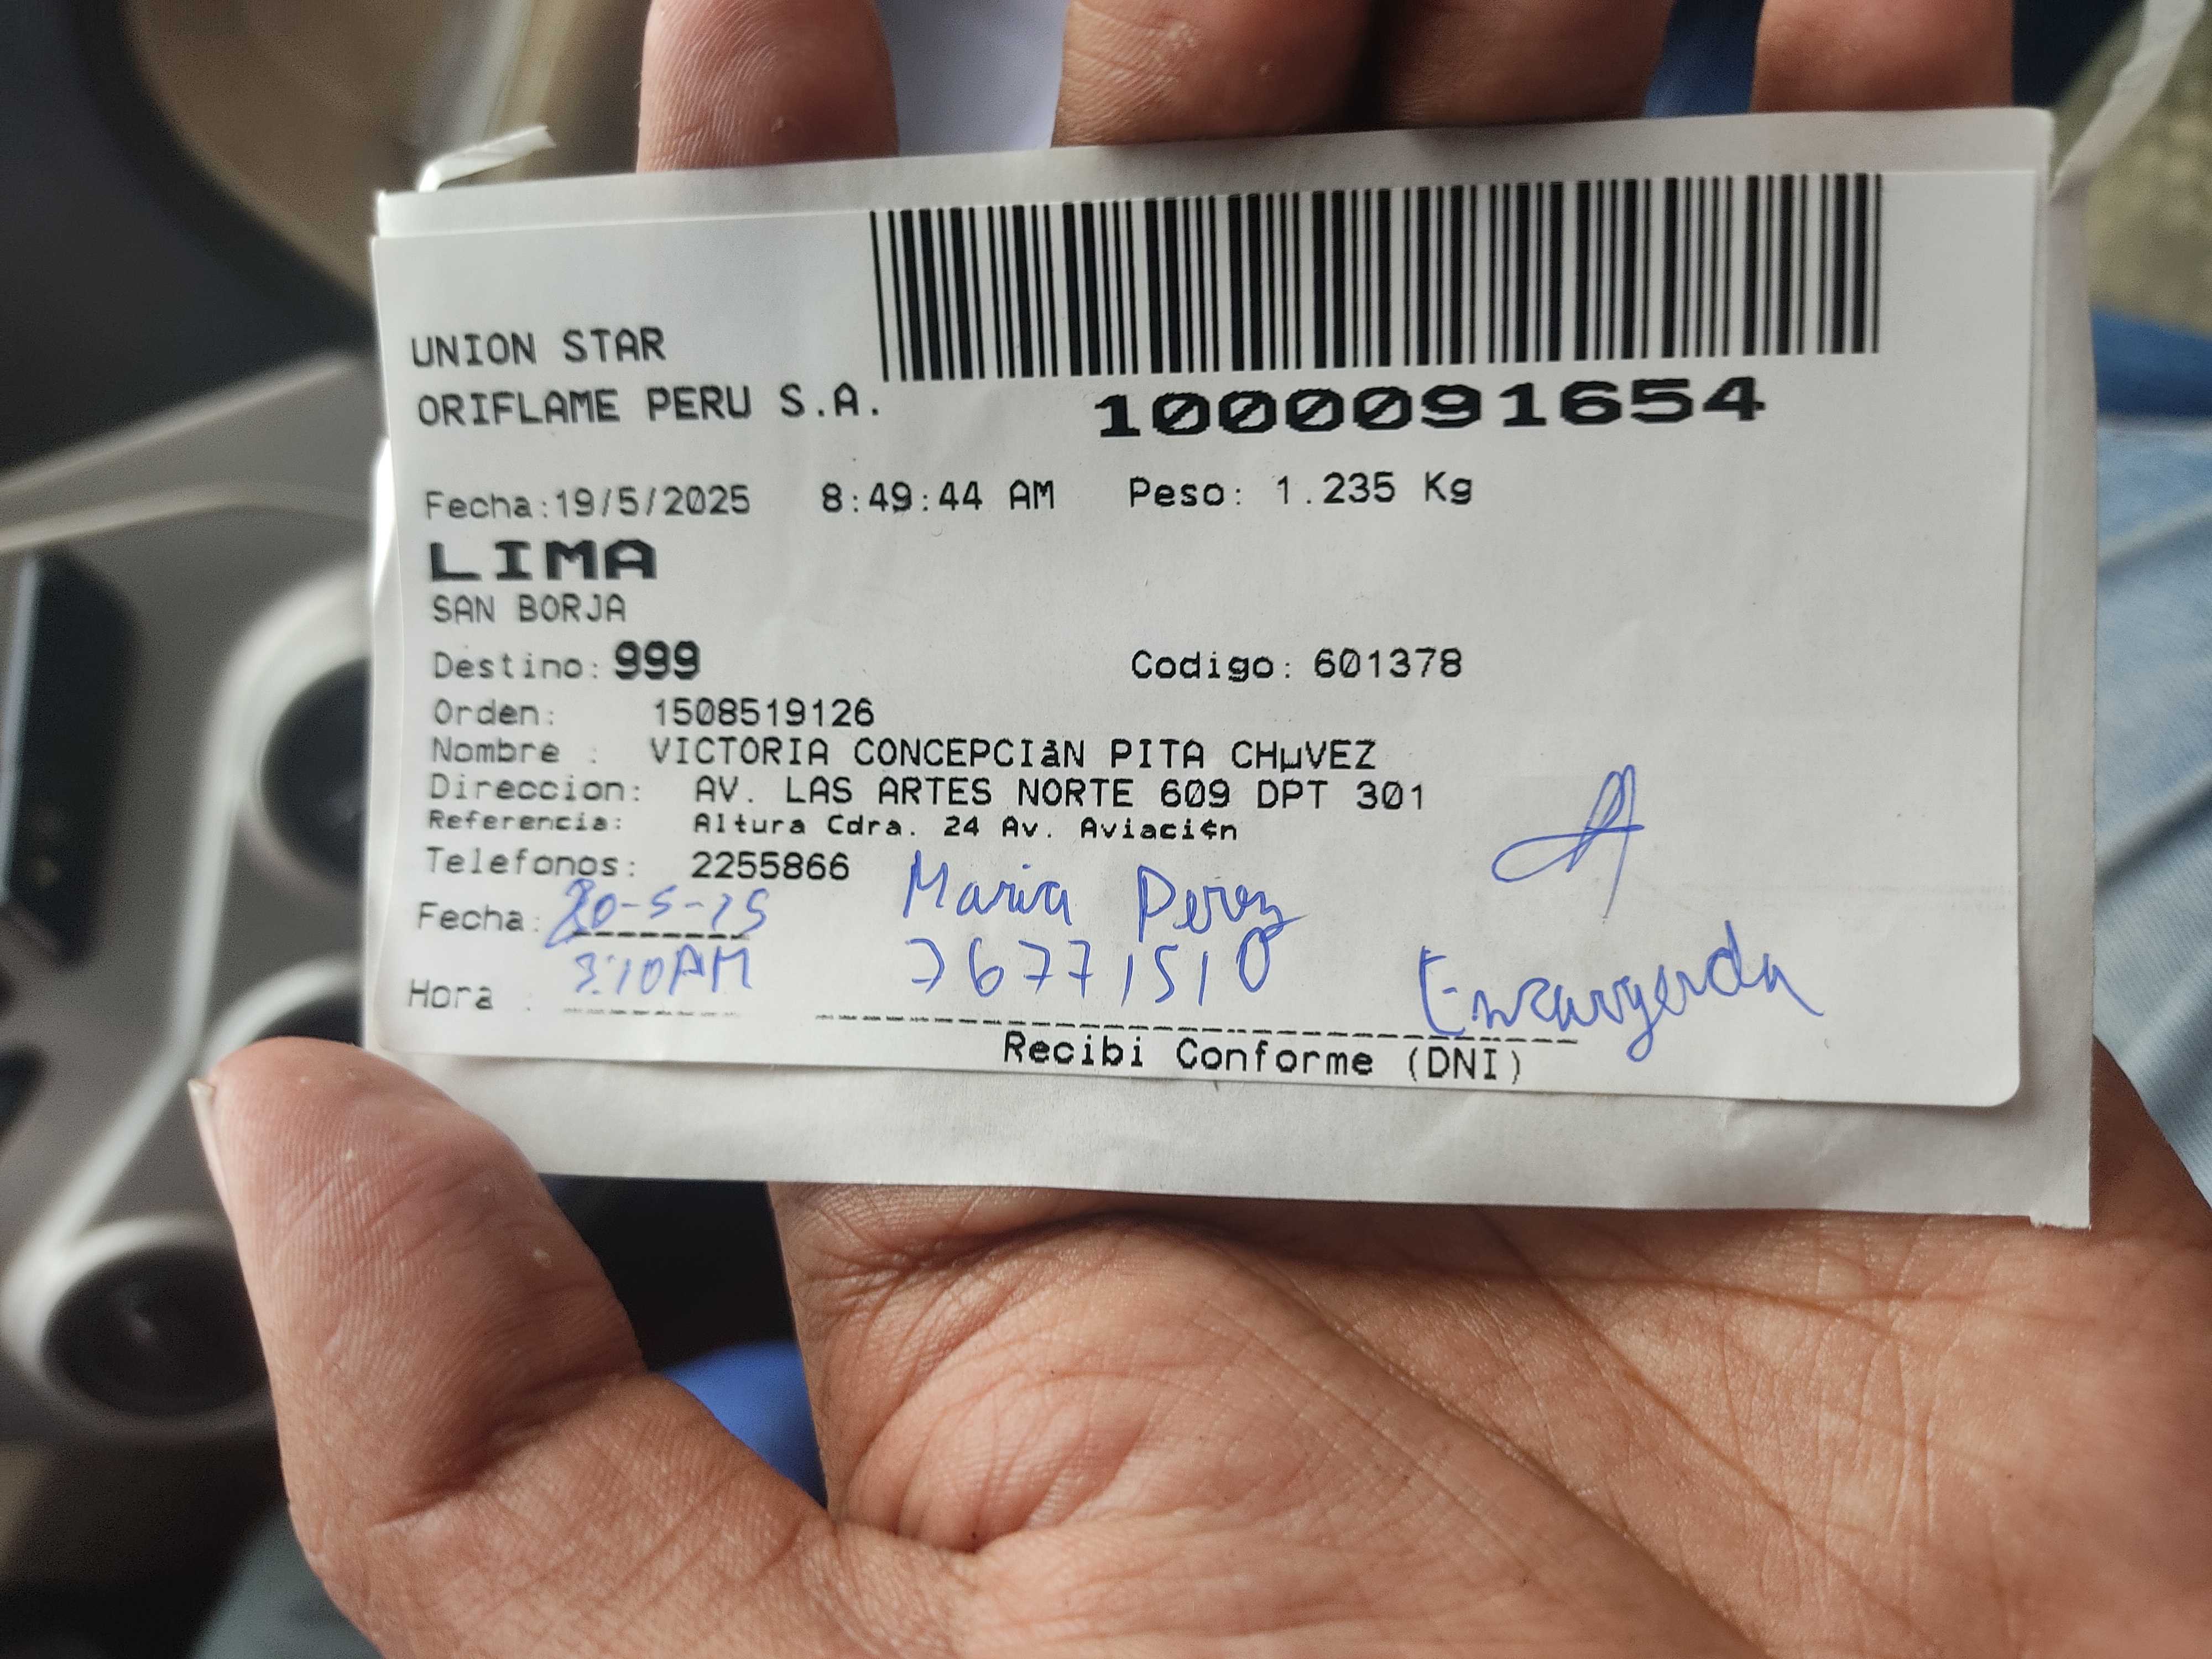 UNION STAR
ORIFLAME PERU S.A.
1000091654
Fecha:19/5/2025 8:49:44 AM Peso: 1.235 Kg
LIMA
SAN BORJA
Destino: 999 Codigo: 601378
Orden: 1508519126
Nombre : VICTORIA CONCEPCIàN PITA CHµVEZ
Direccion: AV. LAS ARTES NORTE 609 DPT 301
Referencia: Altura Cdra. 24 Av. Aviaci¢n
Telefonos: 2255866
Maria Perez
Fecha: 20-5-25
76771510
Hora : :10AM
Encargenda
Recibi Conforme (DNI)